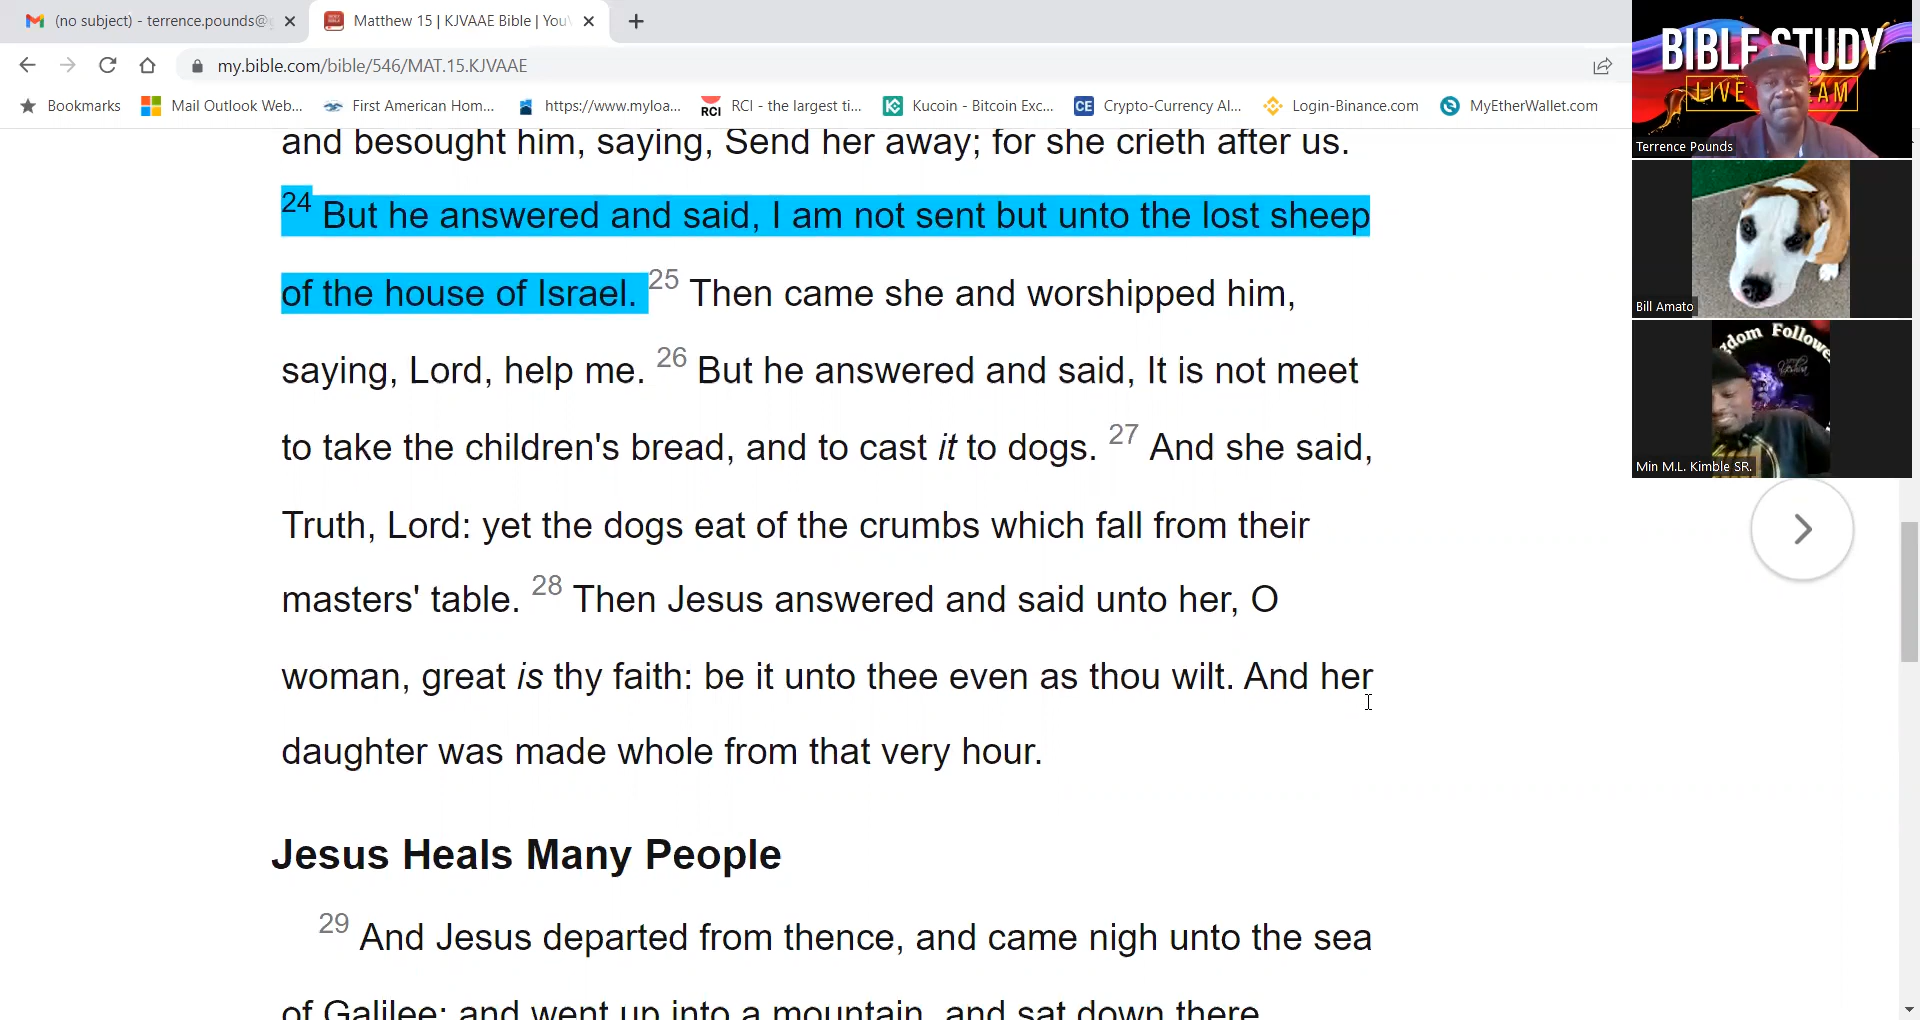 (no subject) - terrence.pounds@g
Matthew 15 | KJVAAE Bible | You
my.bible.com/bible/546/MAT.15.KJVAAE
Bookmarks
Mail Outlook Web...
First American Hom...
https://www.myloa...
RCI
RCI - the largest ti...
Kucoin - Bitcoin Exc...
CE
Crypto-Currency Al...
Login-Binance.com
MyEtherWallet.com
and besought him, saying, Send her away; for she crieth after us.
24 But he answered and said, I am not sent but unto the lost sheep
of the house of Israel. 25 Then came she and worshipped him,
saying, Lord, help me. 26 But he answered and said, It is not meet
to take the children's bread, and to cast it to dogs. 27 And she said,
Truth, Lord: yet the dogs eat of the crumbs which fall from their
masters' table. 28 Then Jesus answered and said unto her, O
woman, great is thy faith: be it unto thee even as thou wilt. And her
daughter was made whole from that very hour.
Jesus Heals Many People
29 And Jesus departed from thence, and came nigh unto the sea
of Galilee; and went up into a mountain, and sat down there.
BIBLE STUDY
LIVE
Terrence Pounds
Bill Amato
gdom Followe
Min M.L. Kimble SR.